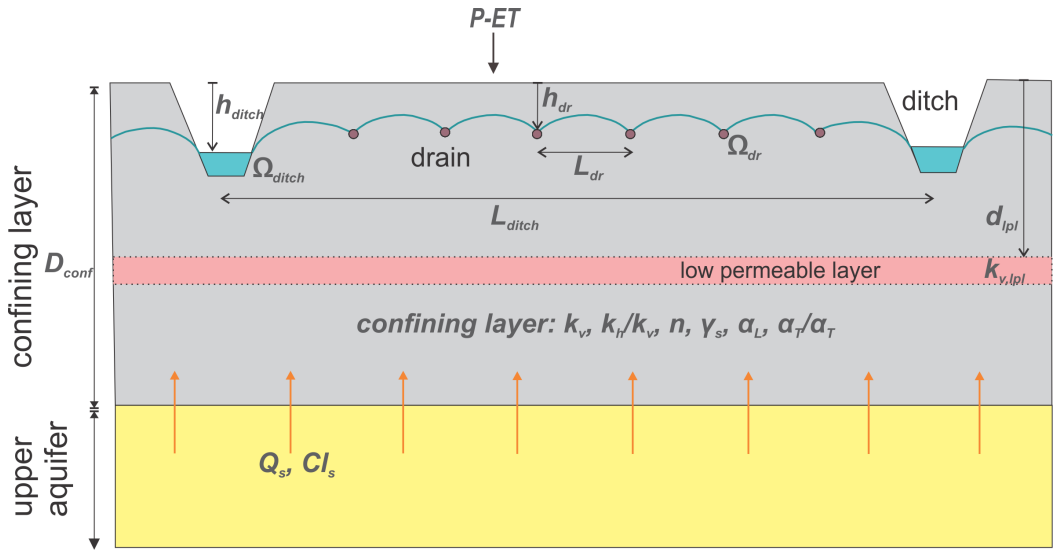 P-ET
h_ditch
h_dr
ditch
Ω_ditch
drain
Ω_dr
L_dr
L_ditch
d_lpl
confining layer
D_conf
low permeable layer
k_v,lpl
confining layer: k_v, k_h/k_v, n, γ_s, α_L, α_T/α_T
upper
aquifer
Q_s, Cl_s